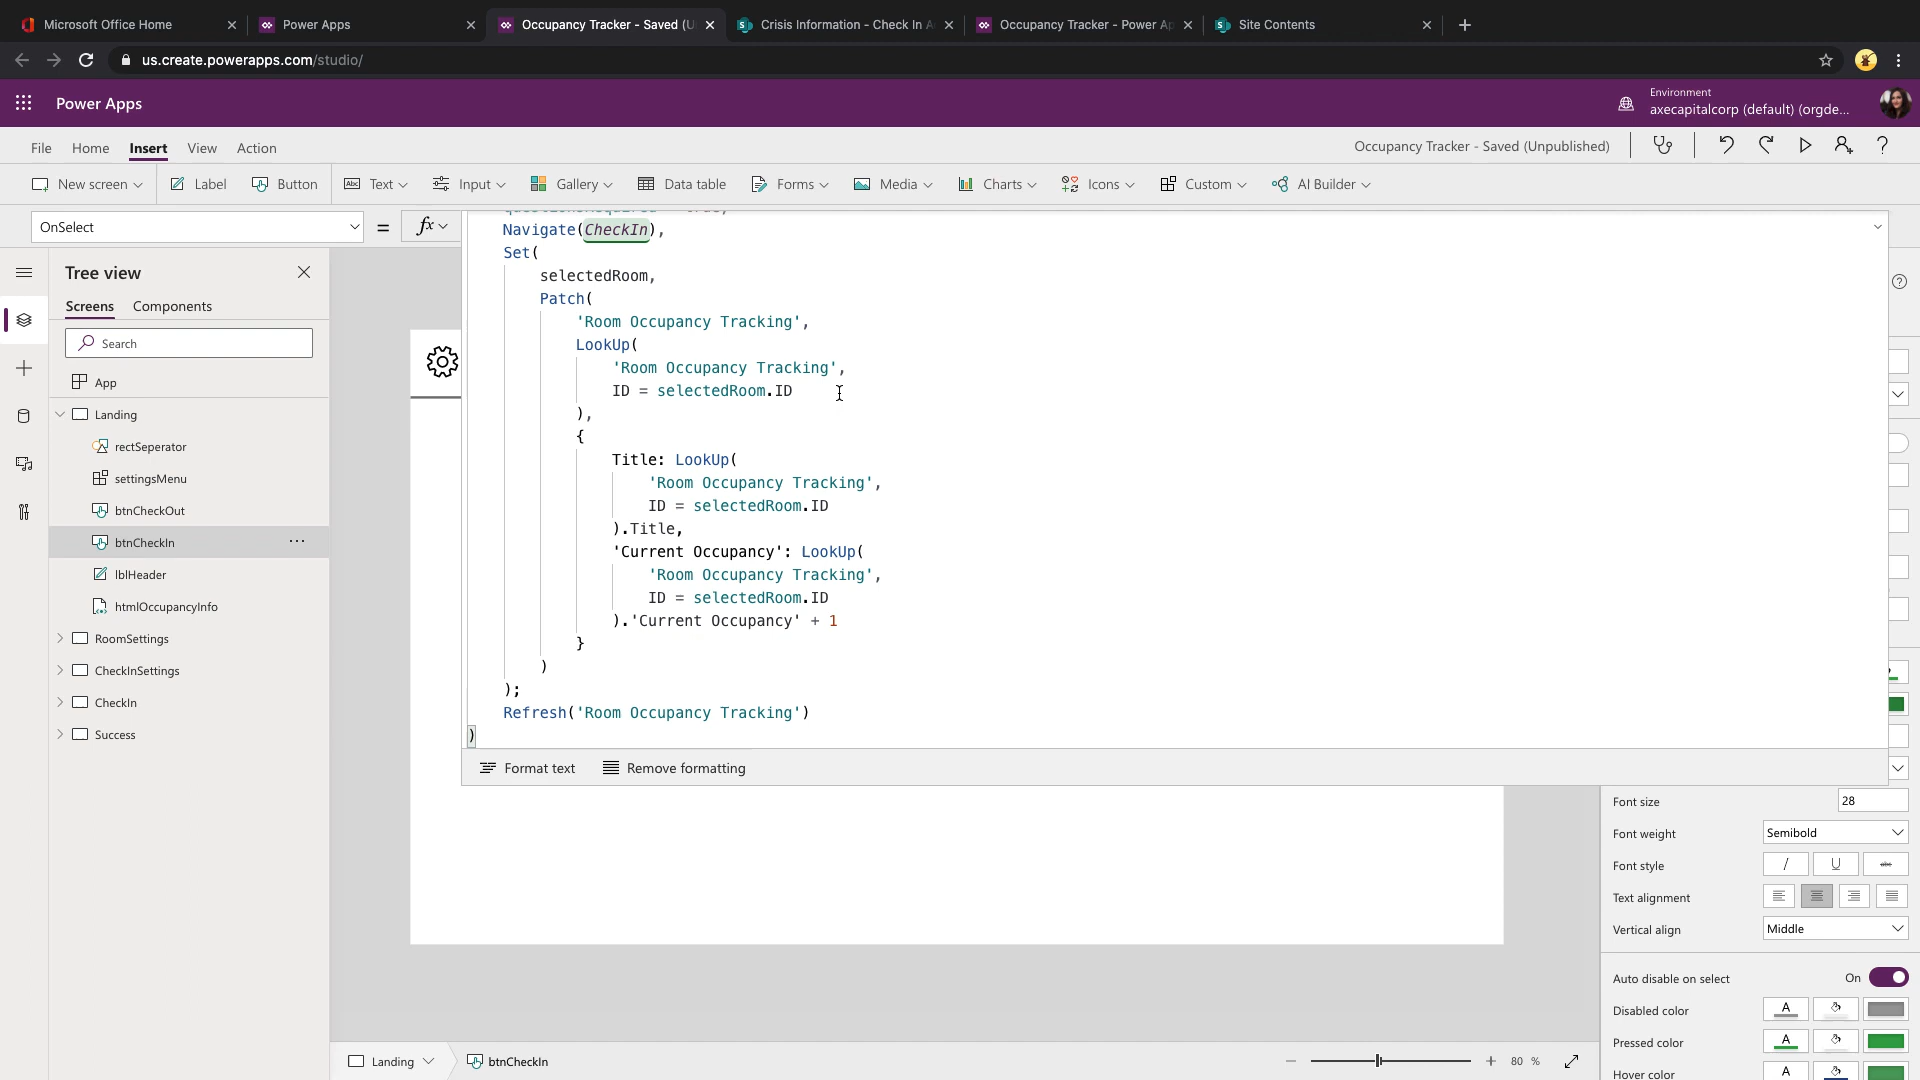 Microsoft Office Home
Power Apps
Occupancy Tracker - Saved (U
Crisis Information - Check In A
Occupancy Tracker - Power Ap
Site Contents
us.create.powerapps.com/studio/
Power Apps
Environment
axecapitalcorp (default) (orgde...
File Home Insert View Action
Occupancy Tracker - Saved (Unpublished)
New screen Label Button Text Input Gallery Data table Forms Media Charts Icons Custom AI Builder
OnSelect = fx
Navigate(CheckIn),
Set(
selectedRoom,
Patch(
'Room Occupancy Tracking',
LookUp(
'Room Occupancy Tracking',
ID = selectedRoom.ID
),
{
Title: LookUp(
'Room Occupancy Tracking',
ID = selectedRoom.ID
).Title,
'Current Occupancy': LookUp(
'Room Occupancy Tracking',
ID = selectedRoom.ID
).'Current Occupancy' + 1
}
)
);
Refresh('Room Occupancy Tracking')
)
Format text Remove formatting
Tree view
Screens Components
Search
App
Landing
rectSeperator
settingsMenu
btnCheckOut
btnCheckIn
lblHeader
htmlOccupancyInfo
RoomSettings
CheckInSettings
CheckIn
Success
Font size 28
Font weight Semibold
Font style / U abc
Text alignment
Vertical align Middle
Auto disable on select On
Disabled color A
Pressed color A
Hover color A
Landing btnCheckIn
80 %